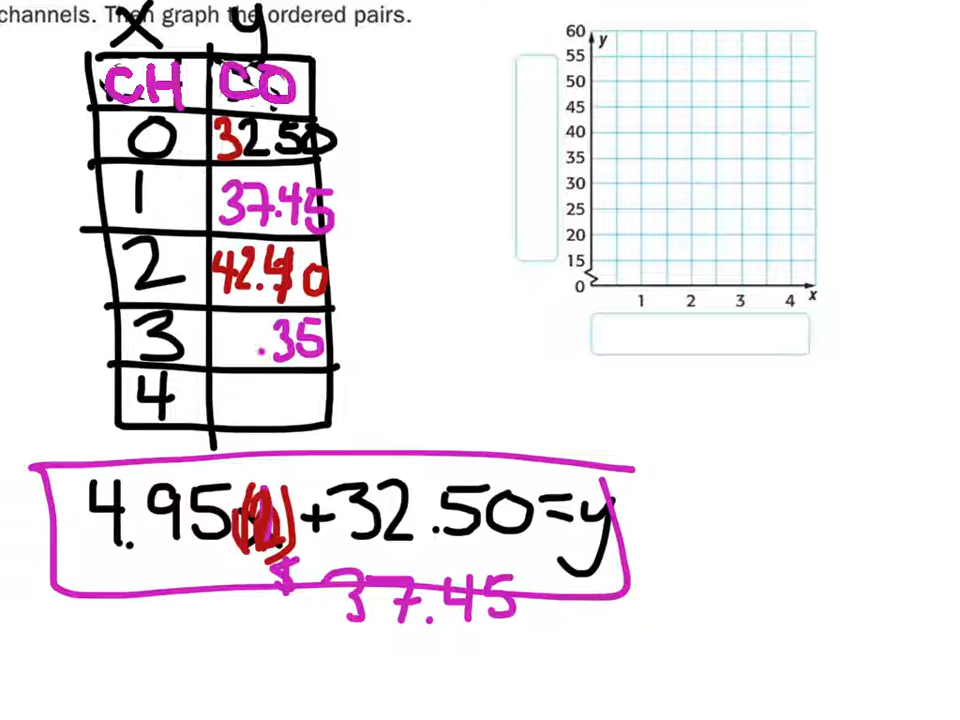 channels. Then graph the ordered pairs.
x y
CH CO
0 32.50
1 37.45
2 42.40
3 .35
4
4.95 +32.50=y
$ 37.45
60 y
55
50
45
40
35
30
25
20
15
0
1 2 3 4 x